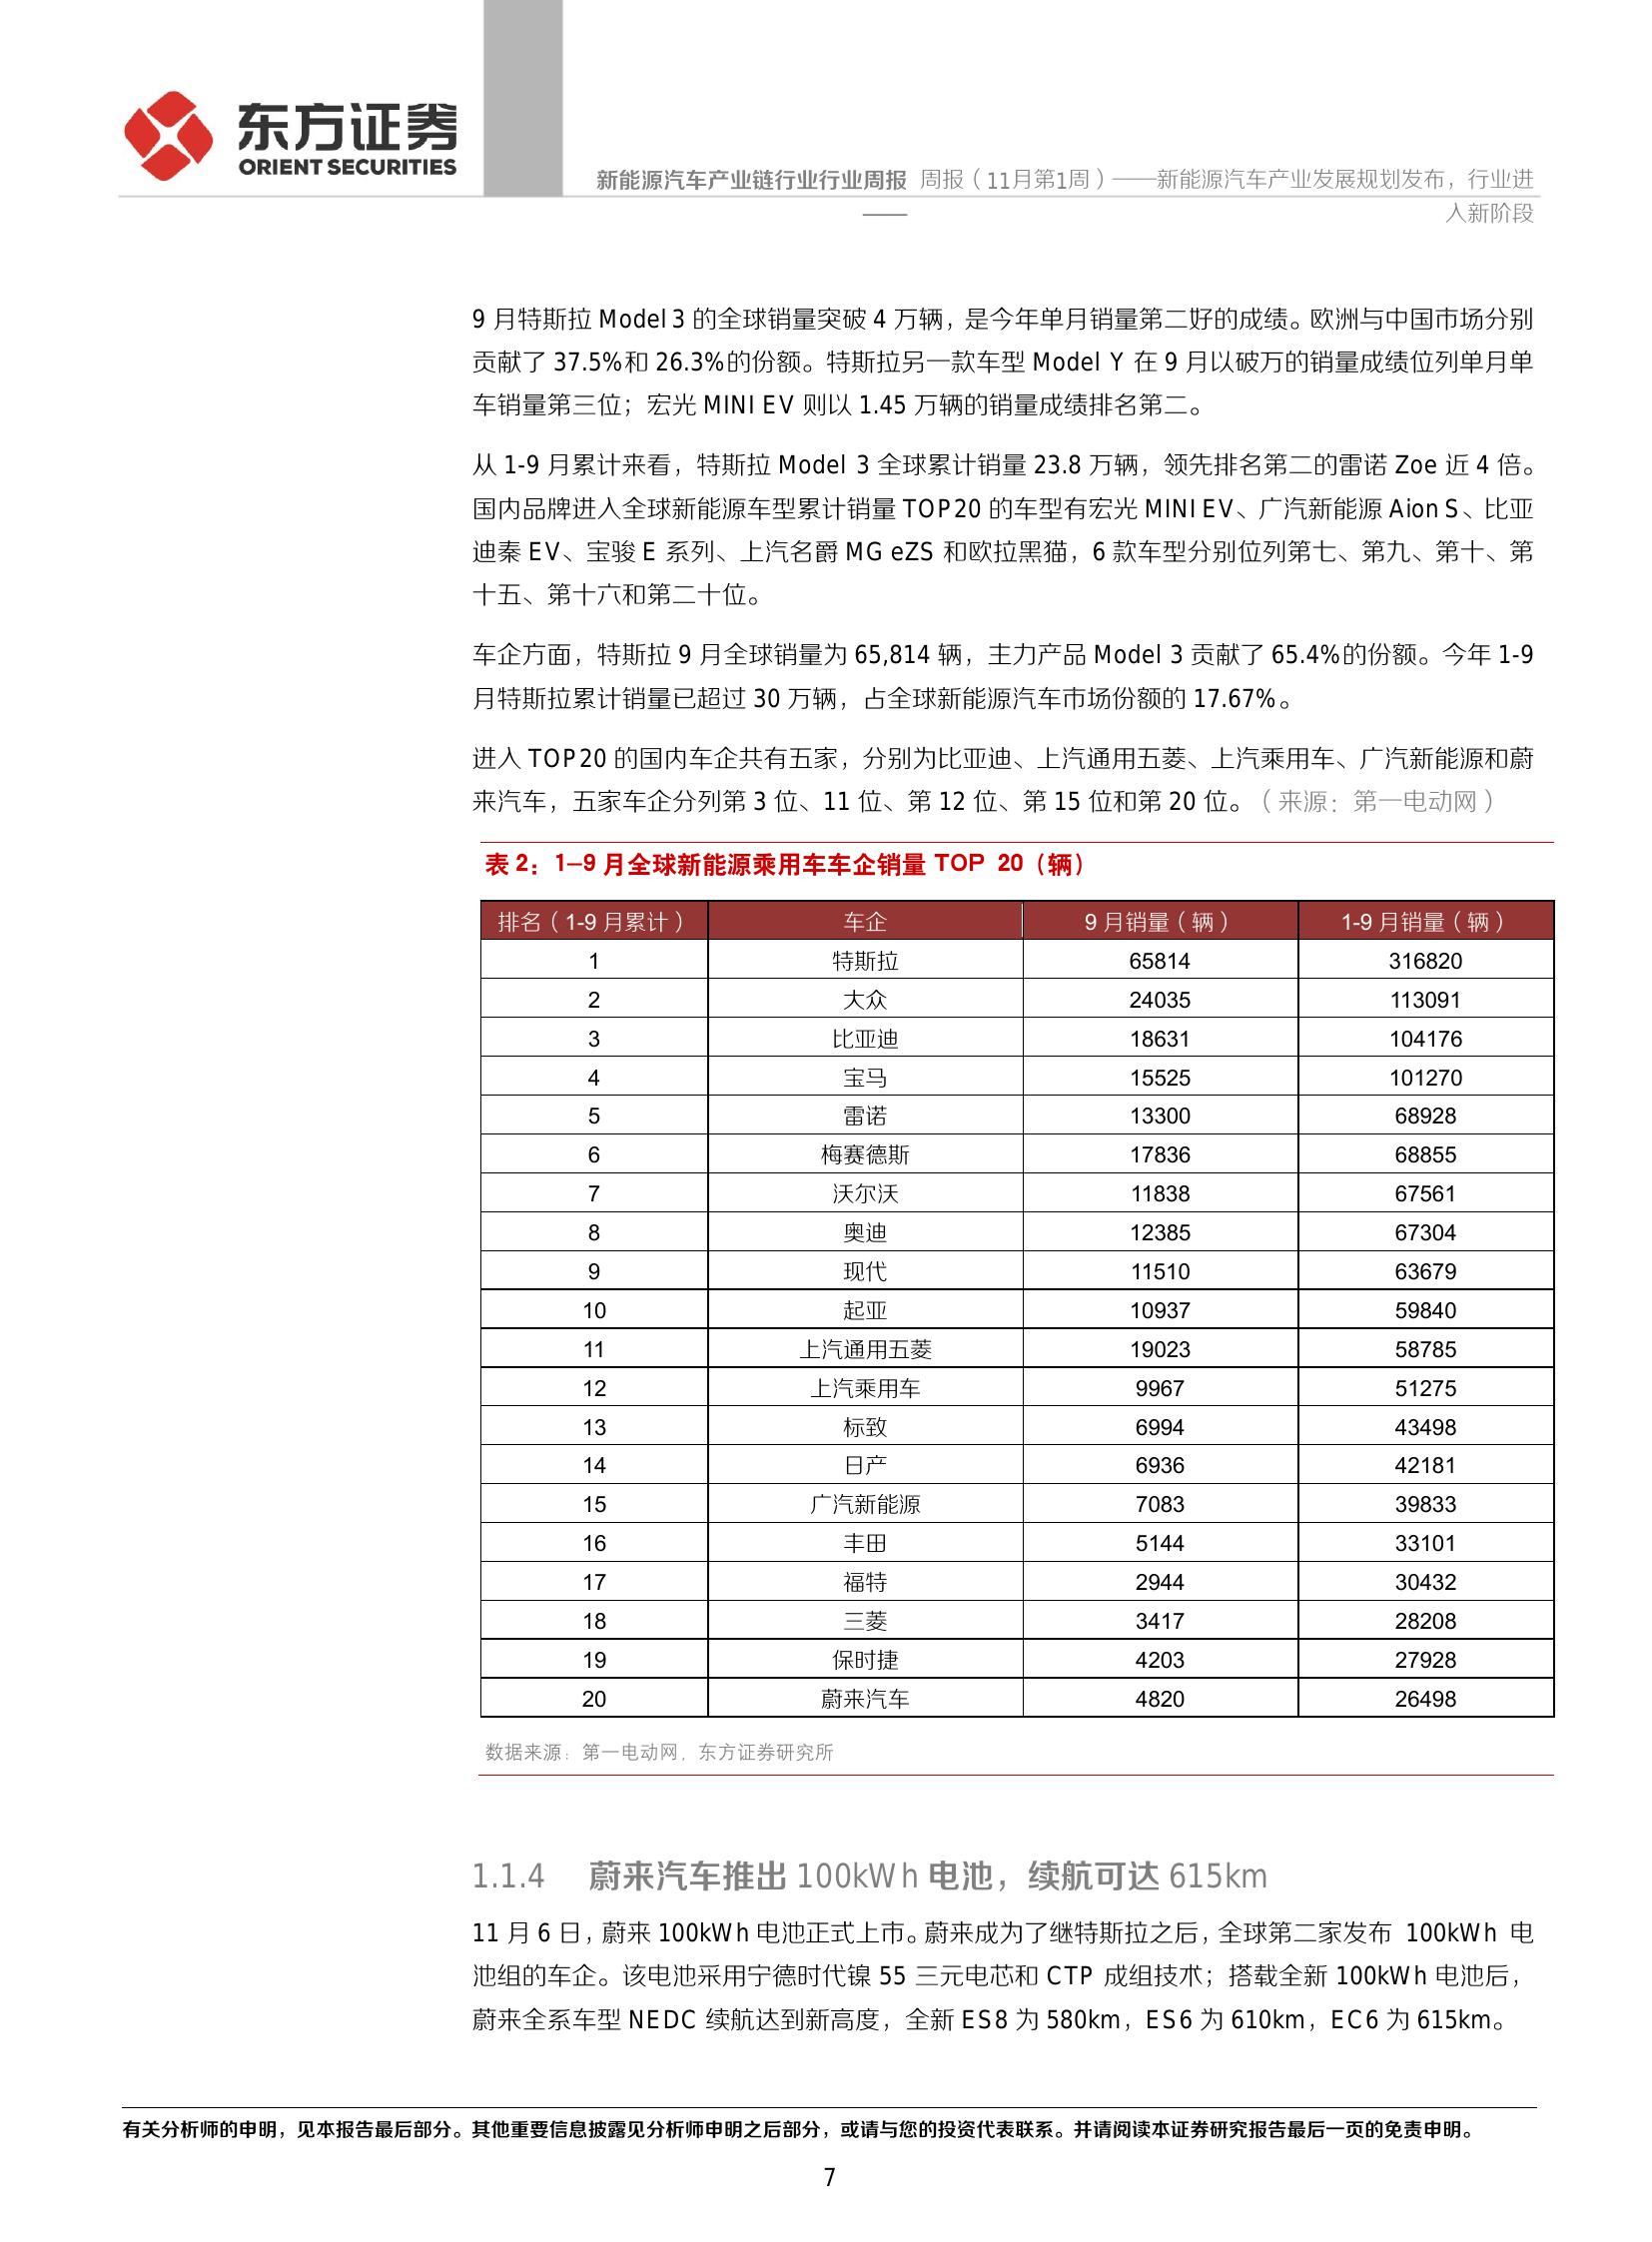 东方证券
ORIENT SECURITIES
新能源汽车产业链行业行业周报 周报（11月第1周）——新能源汽车产业发展规划发布，行业进
—— 入新阶段
9 月特斯拉 Model 3 的全球销量突破 4 万辆，是今年单月销量第二好的成绩。欧洲与中国市场分别
贡献了 37.5%和 26.3%的份额。特斯拉另一款车型 Model Y 在 9 月以破万的销量成绩位列单月单
车销量第三位；宏光 MINI EV 则以 1.45 万辆的销量成绩排名第二。
从 1-9 月累计来看，特斯拉 Model 3 全球累计销量 23.8 万辆，领先排名第二的雷诺 Zoe 近 4 倍。
国内品牌进入全球新能源车型累计销量 TOP20 的车型有宏光 MINI EV、广汽新能源 Aion S、比亚
迪秦 EV、宝骏 E 系列、上汽名爵 MG eZS 和欧拉黑猫，6 款车型分别位列第七、第九、第十、第
十五、第十六和第二十位。
车企方面，特斯拉 9 月全球销量为 65,814 辆，主力产品 Model 3 贡献了 65.4%的份额。今年 1-9
月特斯拉累计销量已超过 30 万辆，占全球新能源汽车市场份额的 17.67%。
进入 TOP20 的国内车企共有五家，分别为比亚迪、上汽通用五菱、上汽乘用车、广汽新能源和蔚
来汽车，五家车企分列第 3 位、11 位、第 12 位、第 15 位和第 20 位。（来源：第一电动网）
表 2：1–9 月全球新能源乘用车车企销量 TOP 20（辆）
排名（1-9 月累计） 车企 9 月销量（辆） 1-9 月销量（辆）
1 特斯拉 65814 316820
2 大众 24035 113091
3 比亚迪 18631 104176
4 宝马 15525 101270
5 雷诺 13300 68928
6 梅赛德斯 17836 68855
7 沃尔沃 11838 67561
8 奥迪 12385 67304
9 现代 11510 63679
10 起亚 10937 59840
11 上汽通用五菱 19023 58785
12 上汽乘用车 9967 51275
13 标致 6994 43498
14 日产 6936 42181
15 广汽新能源 7083 39833
16 丰田 5144 33101
17 福特 2944 30432
18 三菱 3417 28208
19 保时捷 4203 27928
20 蔚来汽车 4820 26498
数据来源：第一电动网，东方证券研究所
1.1.4 蔚来汽车推出 100kWh 电池，续航可达 615km
11 月 6 日，蔚来 100kWh 电池正式上市。蔚来成为了继特斯拉之后，全球第二家发布 100kWh 电
池组的车企。该电池采用宁德时代镍 55 三元电芯和 CTP 成组技术；搭载全新 100kWh 电池后，
蔚来全系车型 NEDC 续航达到新高度，全新 ES8 为 580km，ES6 为 610km，EC6 为 615km。
有关分析师的申明，见本报告最后部分。其他重要信息披露见分析师申明之后部分，或请与您的投资代表联系。并请阅读本证券研究报告最后一页的免责申明。
7